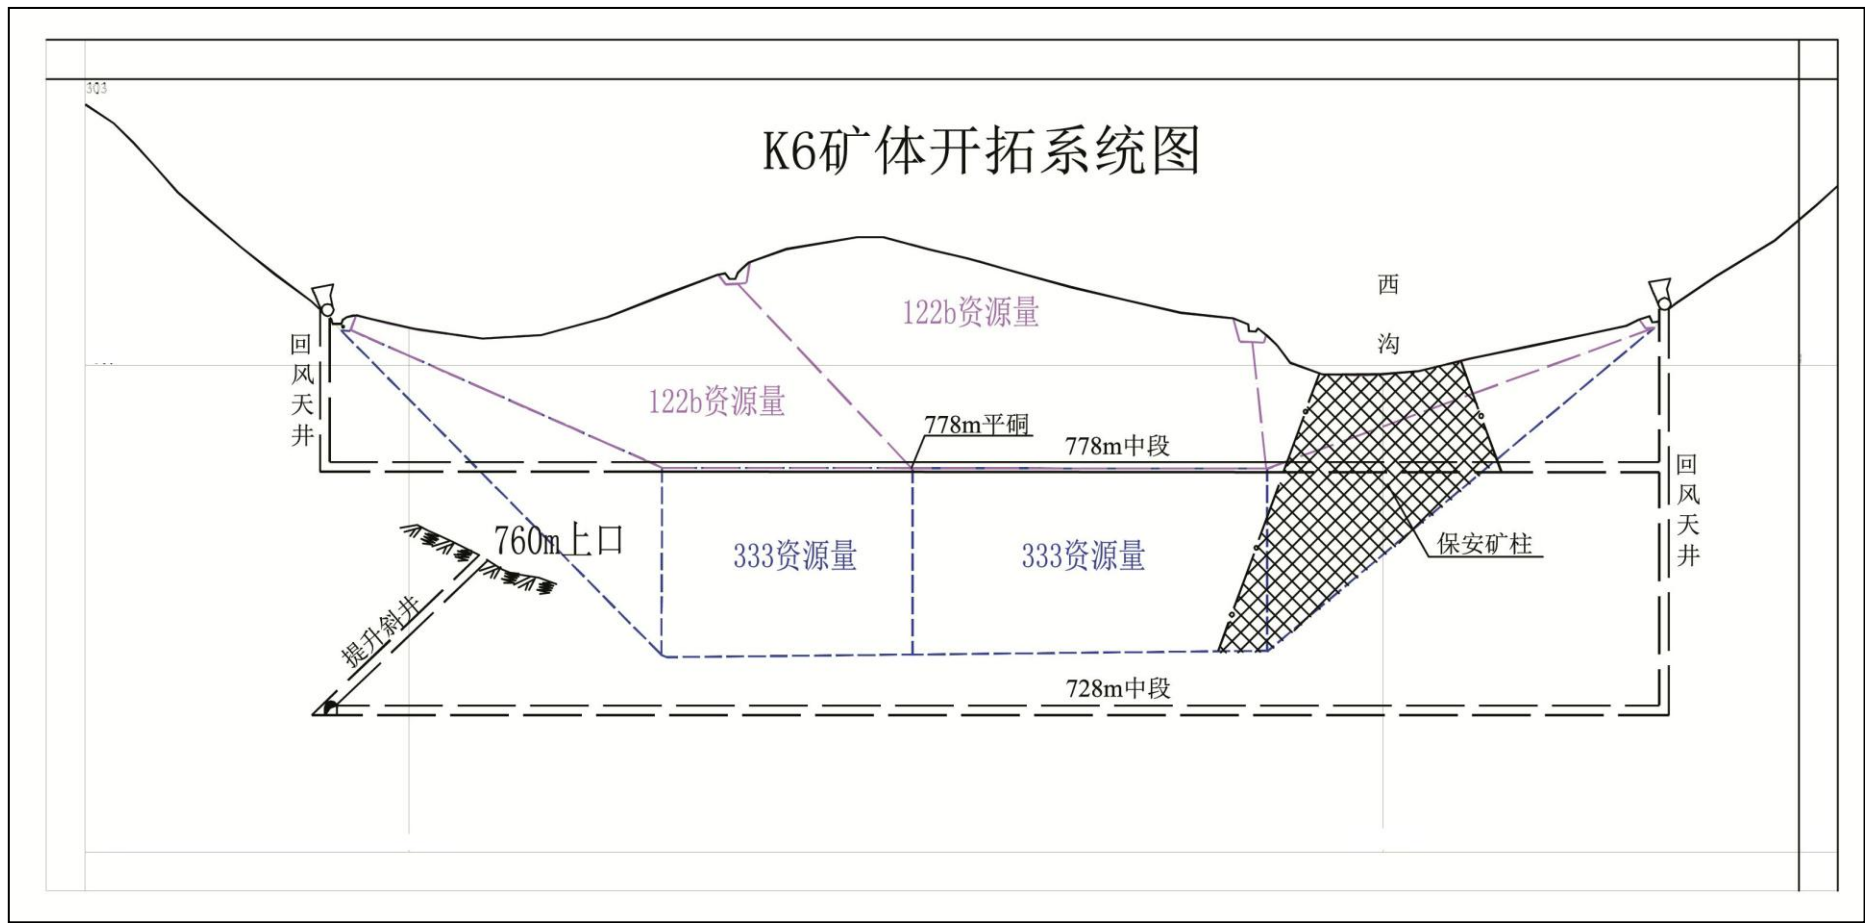 303
K6矿体开拓系统图
西沟
122b资源量
回风天井
122b资源量
778m平硐
778m中段
回风天井
760m上口
333资源量
333资源量
保安矿柱
提升斜井
728m中段